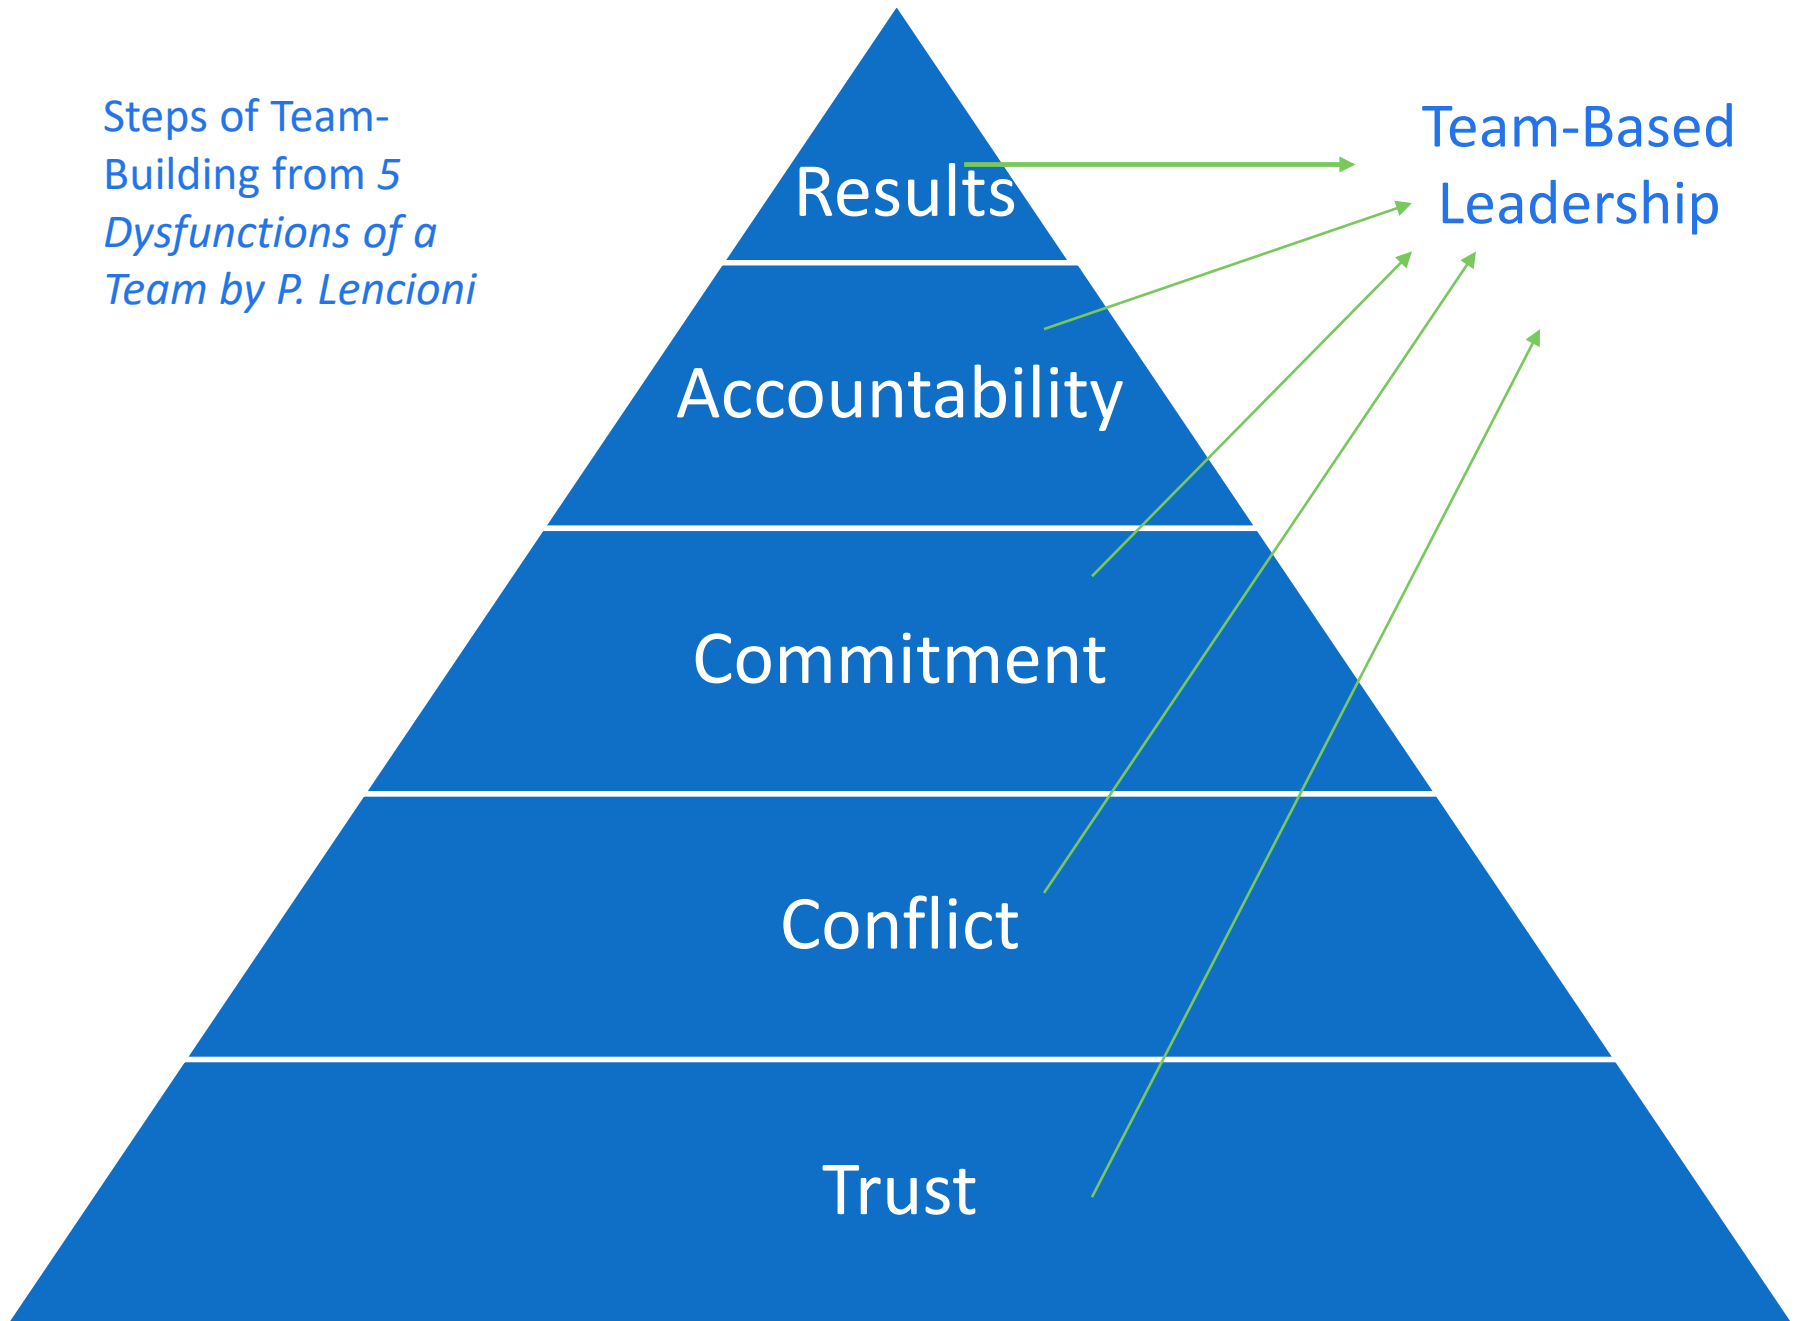 Steps of Team-
Building from 5
Dysfunctions of a
Team by P. Lencioni
Team-Based
Leadership
Results
Accountability
Commitment
Conflict
Trust